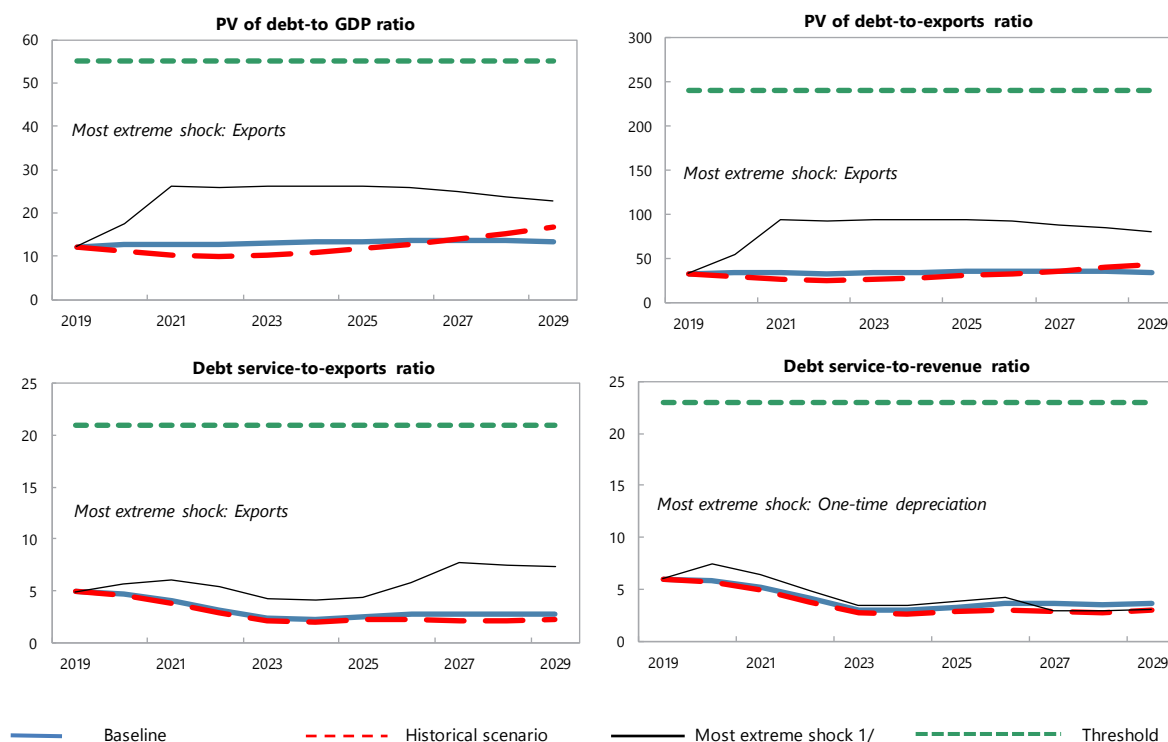 PV of debt-to GDP ratio
60
50
40
30
20
10
0
Most extreme shock: Exports
2019 2021 2023 2025 2027 2029
PV of debt-to-exports ratio
300
250
200
150
100
50
0
Most extreme shock: Exports
2019 2021 2023 2025 2027 2029
Debt service-to-exports ratio
25
20
15
10
5
0
Most extreme shock: Exports
2019 2021 2023 2025 2027 2029
Debt service-to-revenue ratio
25
20
15
10
5
0
Most extreme shock: One-time depreciation
2019 2021 2023 2025 2027 2029
Baseline Historical scenario Most extreme shock 1/ Threshold